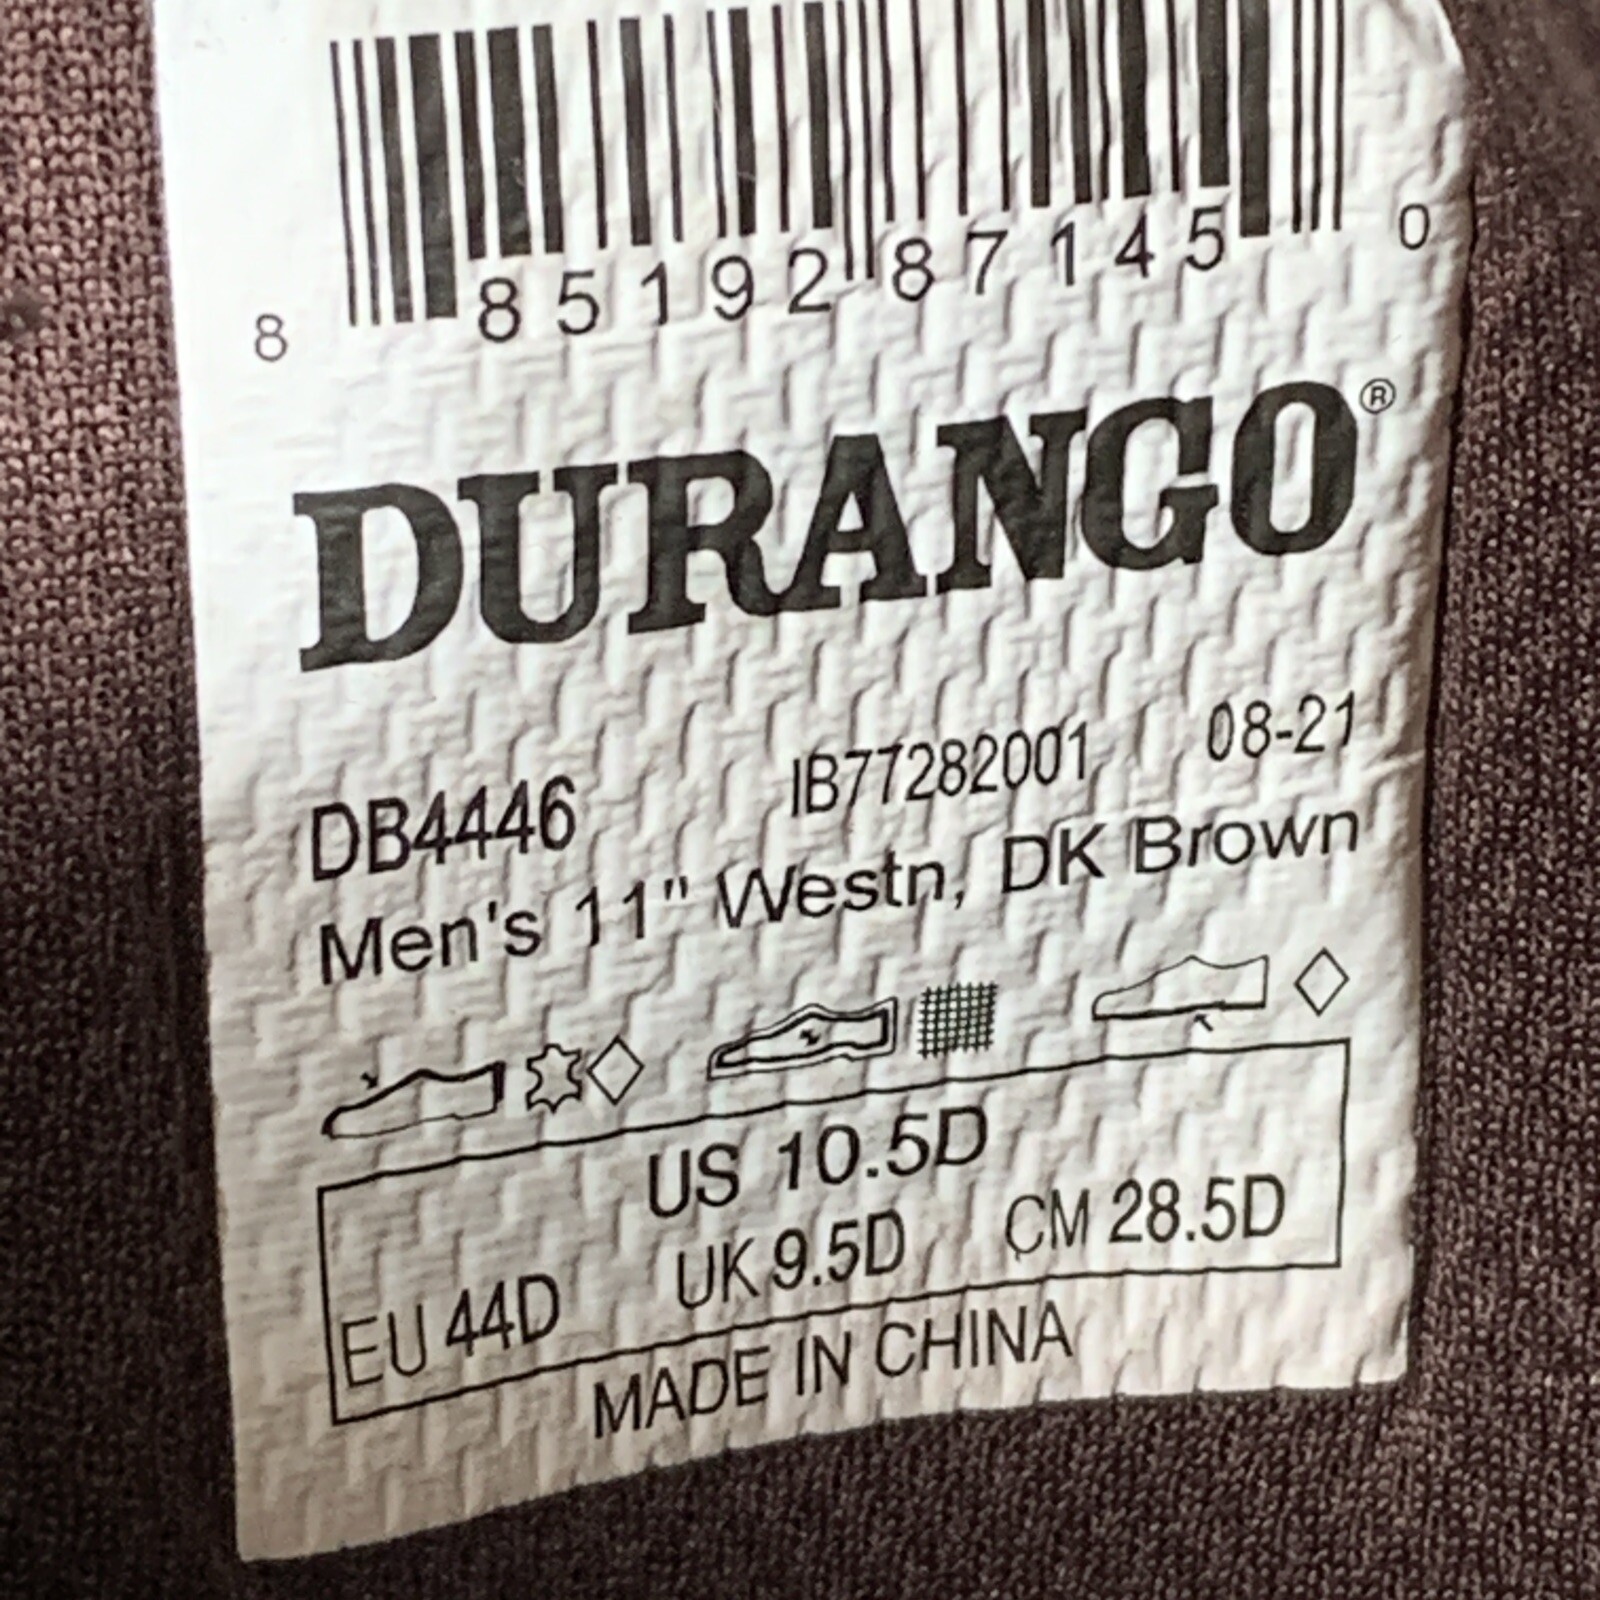 8 85192 87145 0
DURANGO®
DB4446 IB77282001 08-21
Men's 11" Westn, DK Brown
US 10.5D
EU 44D UK 9.5D CM 28.5D
MADE IN CHINA